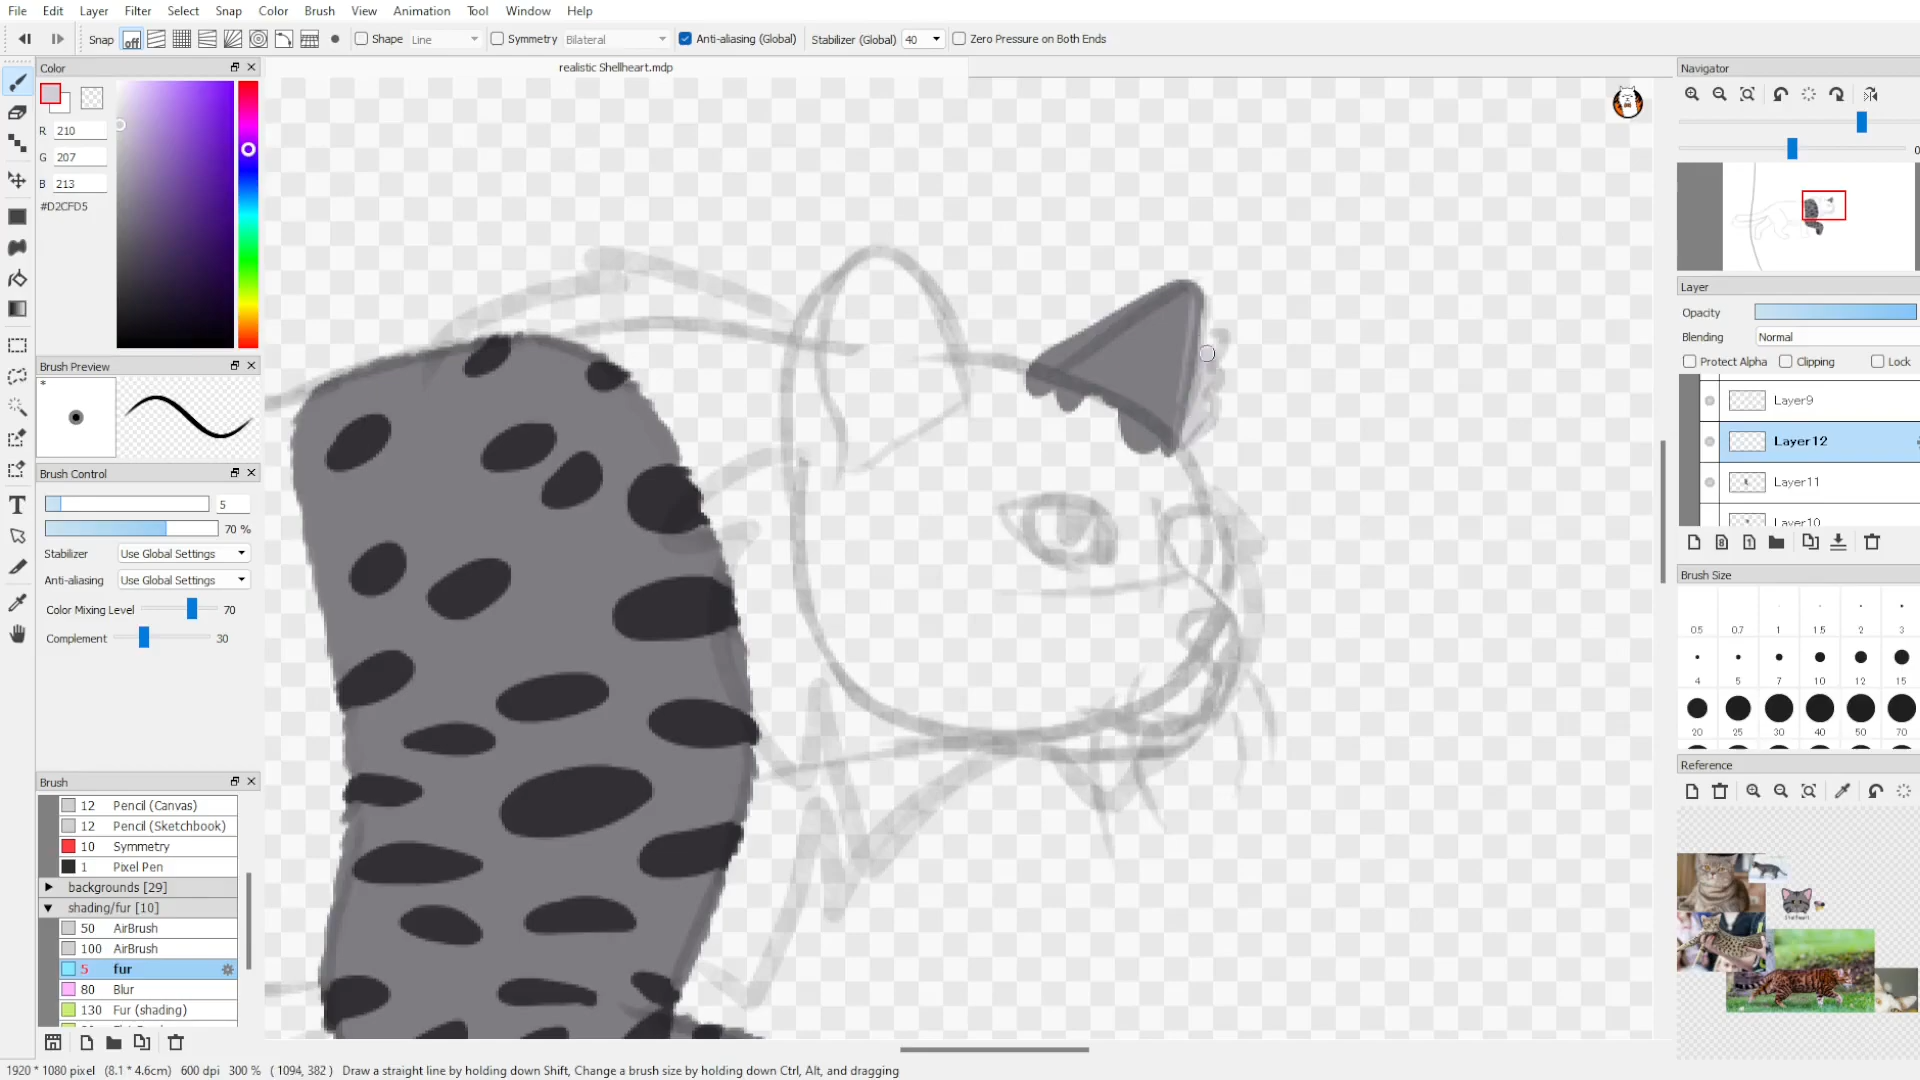 File Edit Layer Filter Select Snap Color Brush View Animation Tool Window Help
Snap off Shape Line Symmetry Bilateral Anti-aliasing (Global) Stabilizer (Global) 40 Zero Pressure on Both Ends
Color
realistic Shellheart.mdp
R 210
G 207
B 213
#D2CFD5
Brush Preview
*
Brush Control
5
70 %
Stabilizer Use Global Settings
Anti-aliasing Use Global Settings
Color Mixing Level 70
Complement 30
Brush
12 Pencil (Canvas)
12 Pencil (Sketchbook)
10 Symmetry
1 Pixel Pen
backgrounds [29]
shading/fur [10]
50 AirBrush
100 AirBrush
5 fur
80 Blur
130 Fur (shading)
Navigator
0
Layer
Opacity
Blending Normal
Protect Alpha Clipping Lock
Layer9
Layer12
Layer11
Layer10
Brush Size
0.5 0.7 1 1.5 2 3
4 5 7 10 12 15
20 25 30 40 50 70
Reference
Shellheart
1920 * 1080 pixel (8.1 * 4.6cm) 600 dpi 300 % ( 1094, 382 ) Draw a straight line by holding down Shift, Change a brush size by holding down Ctrl, Alt, and dragging